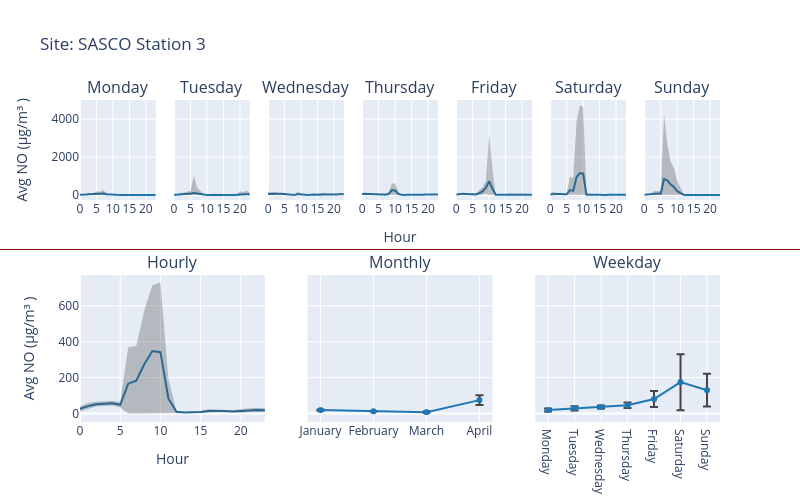 Site: SASCO Station 3
Monday Tuesday Wednesday Thursday Friday Saturday Sunday
Avg NO (µg/m³ )
4000
2000
0
0 5 10 15 20 0 5 10 15 20 0 5 10 15 20 0 5 10 15 20 0 5 10 15 20 0 5 10 15 20 0 5 10 15 20
Hour
Hourly Monthly Weekday
Avg NO (µg/m³ )
600
400
200
0
0 5 10 15 20
January February March April
Monday Tuesday Wednesday Thursday Friday Saturday Sunday
Hour